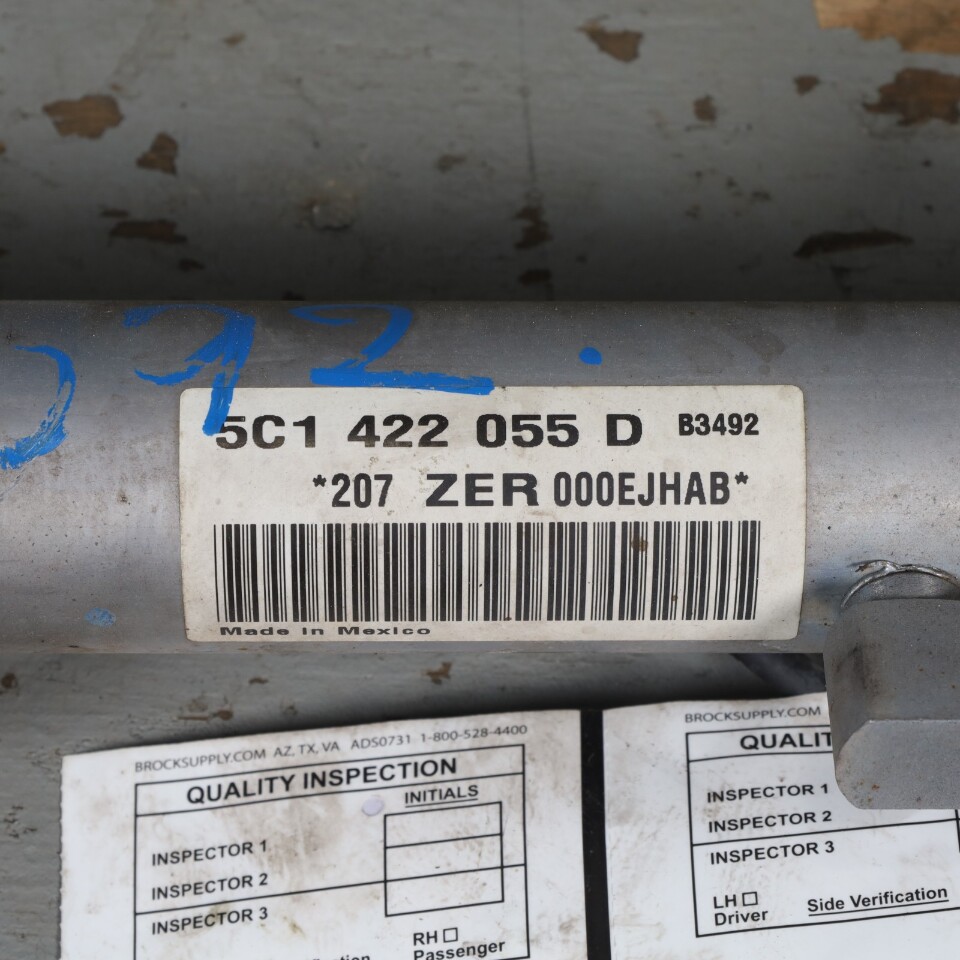 92.
5C1 422 055 D B3492
*207 ZER 000EJHAB*
Made in Mexico
BROCKSUPPLY.COM AZ, TX, VA ADS0731 1-800-528-4400
QUALITY INSPECTION
INITIALS
INSPECTOR 1
INSPECTOR 2
INSPECTOR 3
RH
Passenger
BROCKSUPPLY.COM
QUALIT
INSPECTOR 1
INSPECTOR 2
INSPECTOR 3
LH
Driver
Side Verification